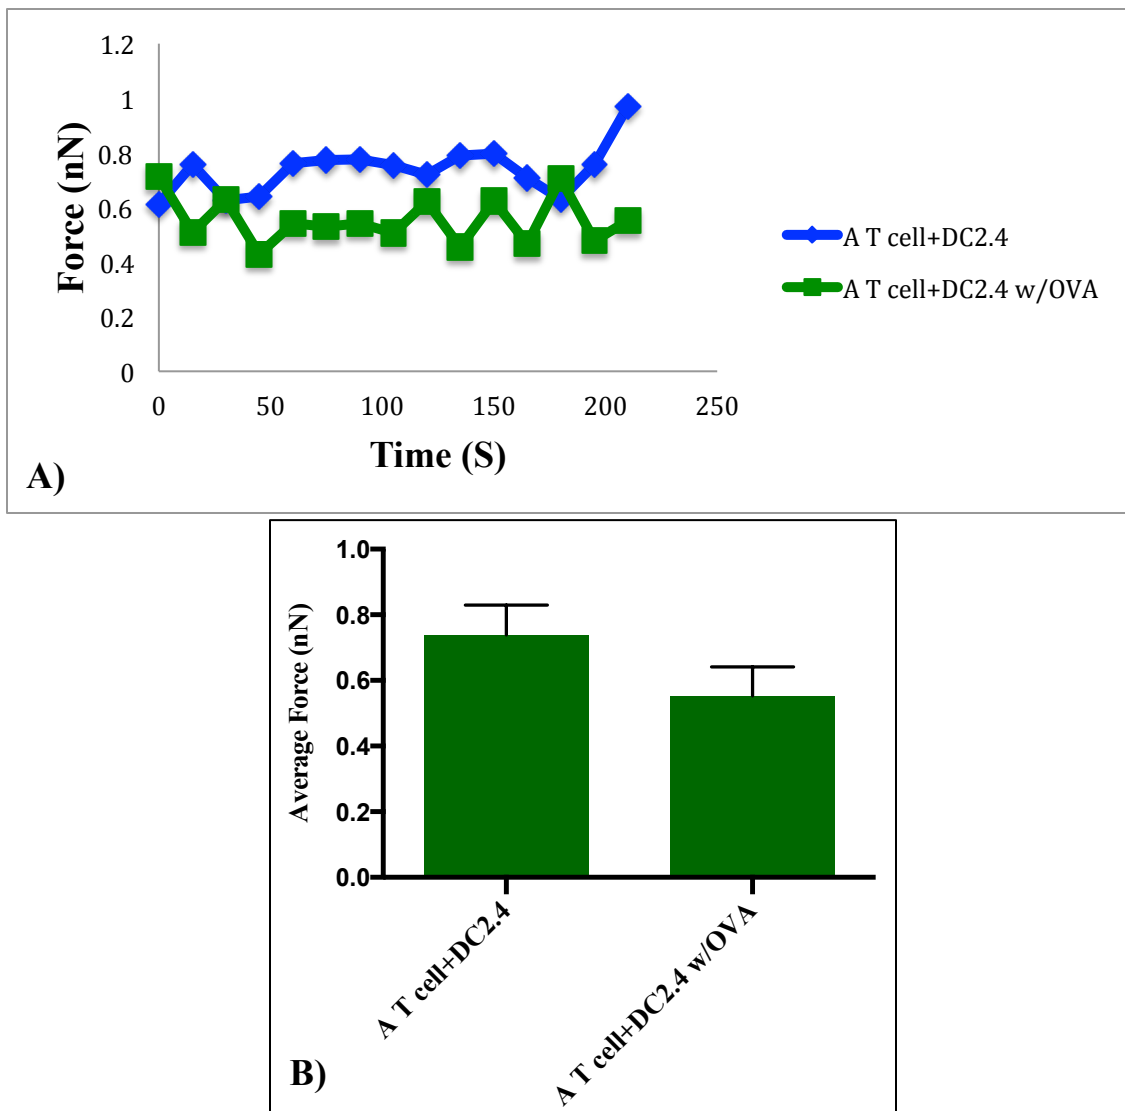 1.2
1
0.8
0.6
0.4
0.2
0
Force (nN)
0 50 100 150 200 250
Time (S)
A T cell+DC2.4
A T cell+DC2.4 w/OVA
A)
1.0
0.8
0.6
0.4
0.2
0.0
Average Force (nN)
A T cell+DC2.4
A T cell+DC2.4 w/OVA
B)